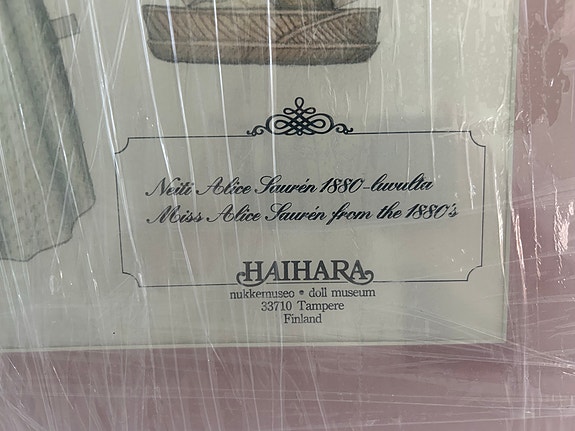 Neiti Alice Saurén 1880-luvulta
Miss Alice Saurén from the 1880's
HAIHARA
nukkemuseo • doll museum
33710 Tampere
Finland